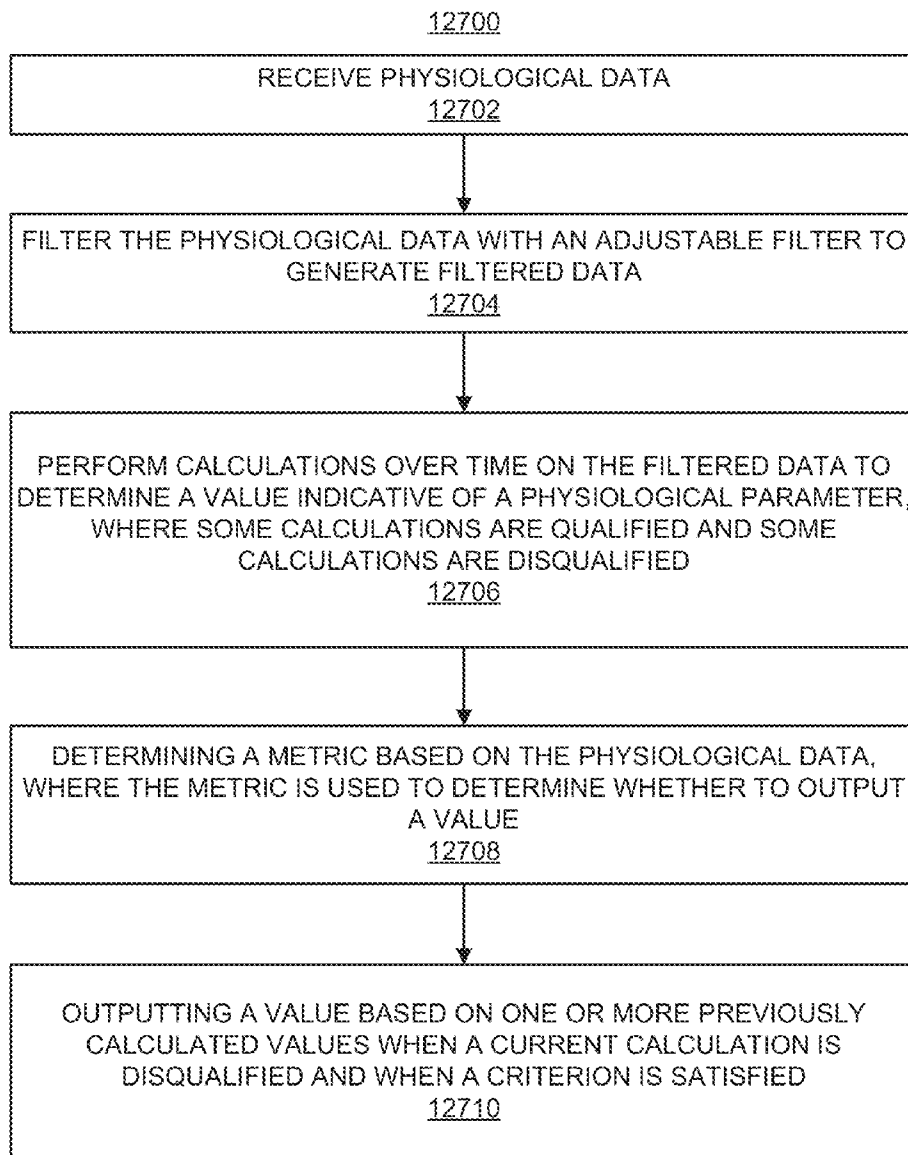 12700
RECEIVE PHYSIOLOGICAL DATA
12702
FILTER THE PHYSIOLOGICAL DATA WITH AN ADJUSTABLE FILTER TO
GENERATE FILTERED DATA
12704
PERFORM CALCULATIONS OVER TIME ON THE FILTERED DATA TO
DETERMINE A VALUE INDICATIVE OF A PHYSIOLOGICAL PARAMETER,
WHERE SOME CALCULATIONS ARE QUALIFIED AND SOME
CALCULATIONS ARE DISQUALIFIED
12706
DETERMINING A METRIC BASED ON THE PHYSIOLOGICAL DATA,
WHERE THE METRIC IS USED TO DETERMINE WHETHER TO OUTPUT
A VALUE
12708
OUTPUTTING A VALUE BASED ON ONE OR MORE PREVIOUSLY
CALCULATED VALUES WHEN A CURRENT CALCULATION IS
DISQUALIFIED AND WHEN A CRITERION IS SATISFIED
12710